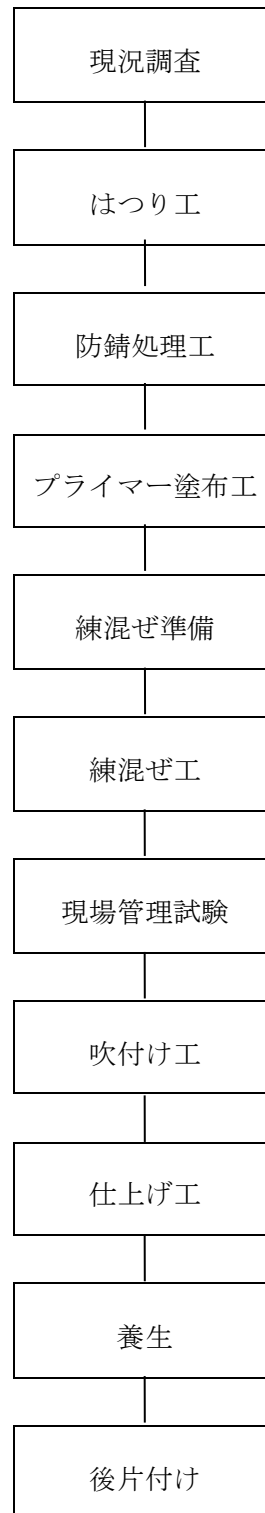 現況調査
はつり工
防錆処理工
プライマー塗布工
練混ぜ準備
練混ぜ工
現場管理試験
吹付け工
仕上げ工
養生
後片付け